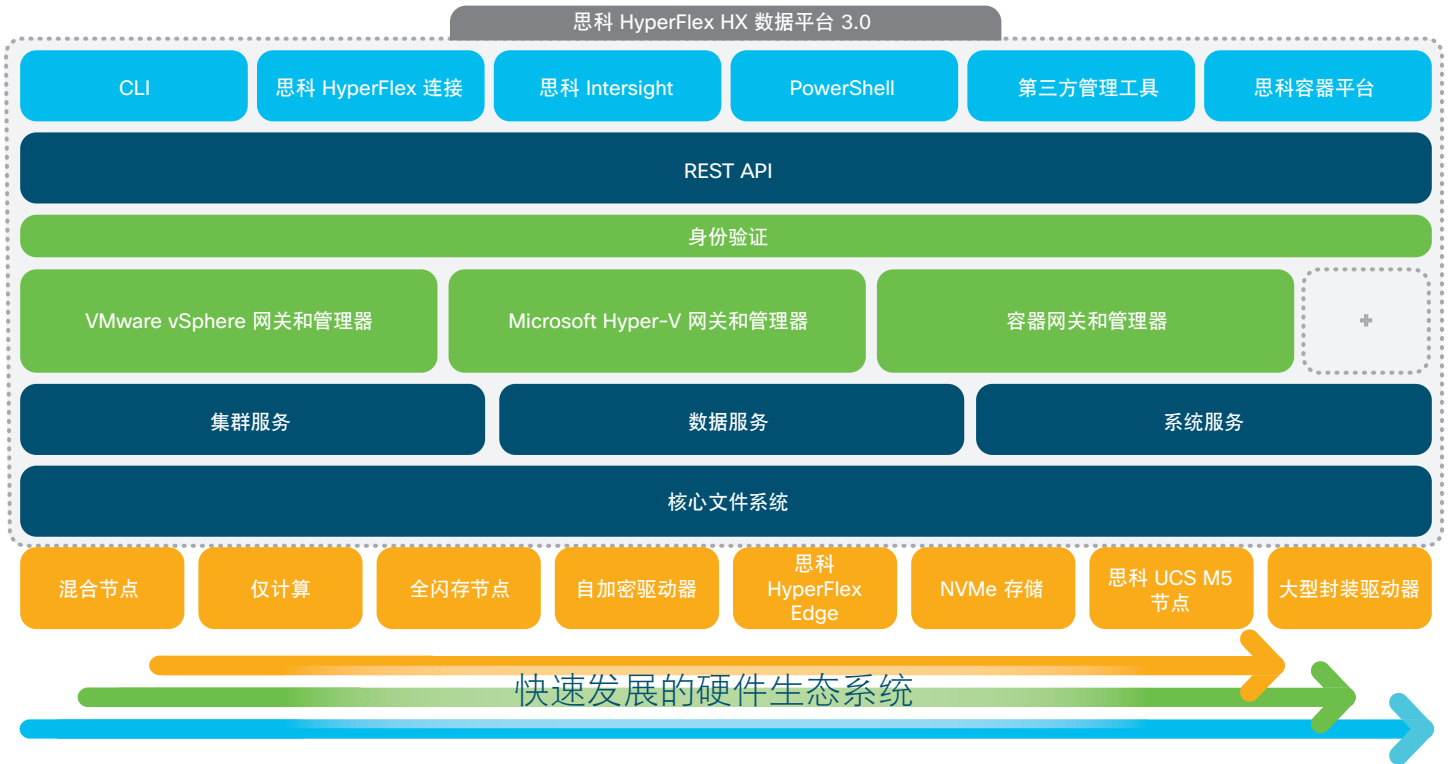 思科 HyperFlex HX 数据平台 3.0
CLI
思科 HyperFlex 连接
思科 Intersight
PowerShell
第三方管理工具
思科容器平台
REST API
身份验证
VMware vSphere 网关和管理器
Microsoft Hyper-V 网关和管理器
容器网关和管理器
+
集群服务
数据服务
系统服务
核心文件系统
混合节点
仅计算
全闪存节点
自加密驱动器
思科
HyperFlex
Edge
NVMe 存储
思科 UCS M5
节点
大型封装驱动器
快速发展的硬件生态系统